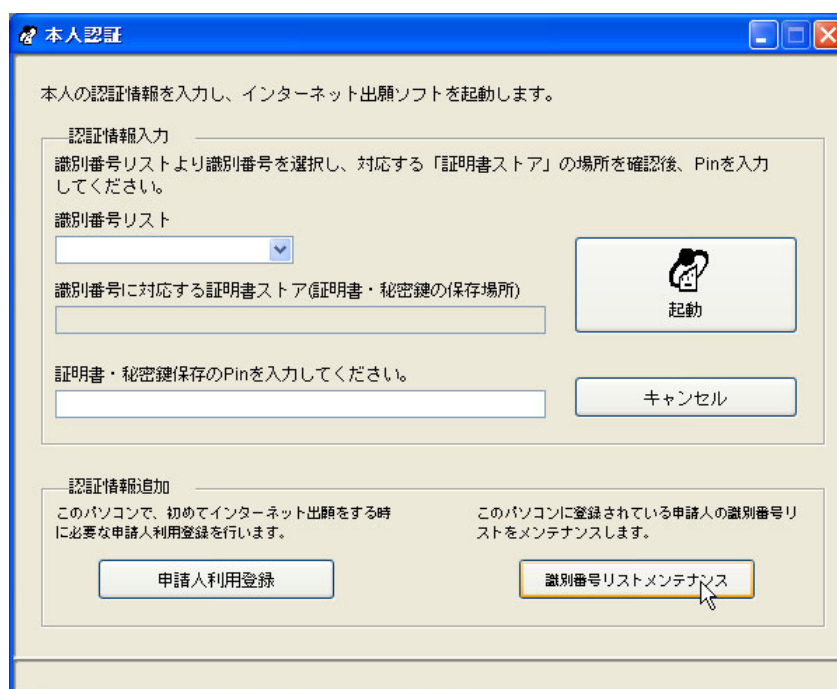 本人認証
本人の認証情報を入力し、インターネット出願ソフトを起動します。
認証情報入力
識別番号リストより識別番号を選択し、対応する「証明書ストア」の場所を確認後、Pinを入力
してください。
識別番号リスト
識別番号に対応する証明書ストア(証明書・秘密鍵の保存場所)
起動
証明書・秘密鍵保存のPinを入力してください。
キャンセル
認証情報追加
このパソコンで、初めてインターネット出願をする時
に必要な申請人利用登録を行います。
申請人利用登録
このパソコンに登録されている申請人の識別番号リ
ストをメンテナンスします。
識別番号リストメンテナンス